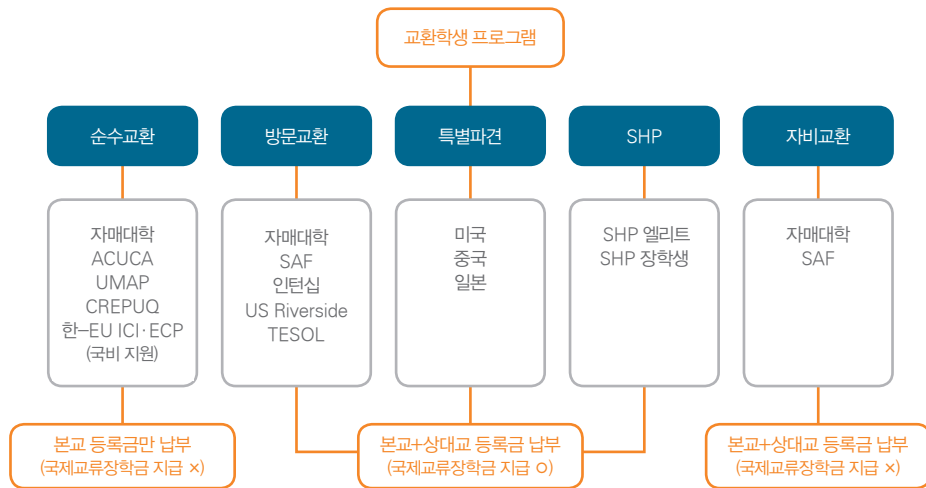 교환학생 프로그램
순수교환
방문교환
특별파견
SHP
자비교환
자매대학
ACUCA
UMAP
CREPUQ
한-EU ICI·ECP
(국비 지원)
자매대학
SAF
인턴십
US Riverside
TESOL
미국
중국
일본
SHP 엘리트
SHP 장학생
자매대학
SAF
본교 등록금만 납부
(국제교류장학금 지급 ×)
본교+상대교 등록금 납부
(국제교류장학금 지급 ○)
본교+상대교 등록금 납부
(국제교류장학금 지급 ×)